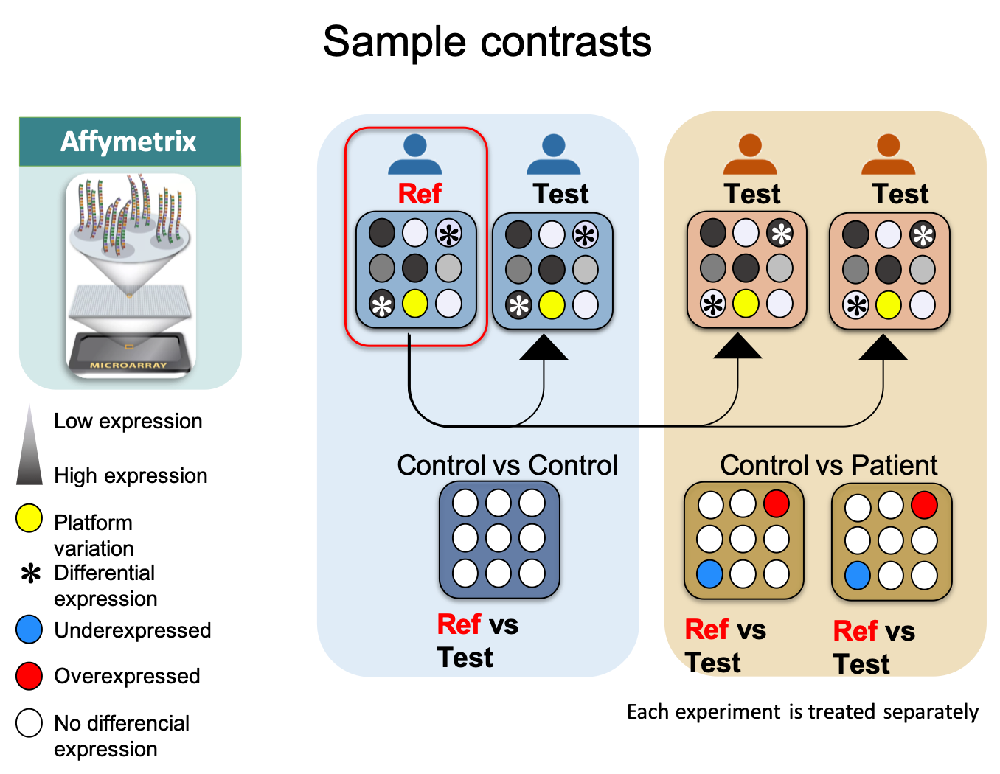 Sample contrasts
Affymetrix
MICROARRAY
Low expression
High expression
Platform
variation
* Differential
expression
Underexpressed
Overexpressed
No differencial
expression
Ref
Test
Test
Test
*
*
*
*
*
*
*
*
Control vs Control
Control vs Patient
Ref vs
Test
Ref vs
Test
Ref vs
Test
Each experiment is treated separately